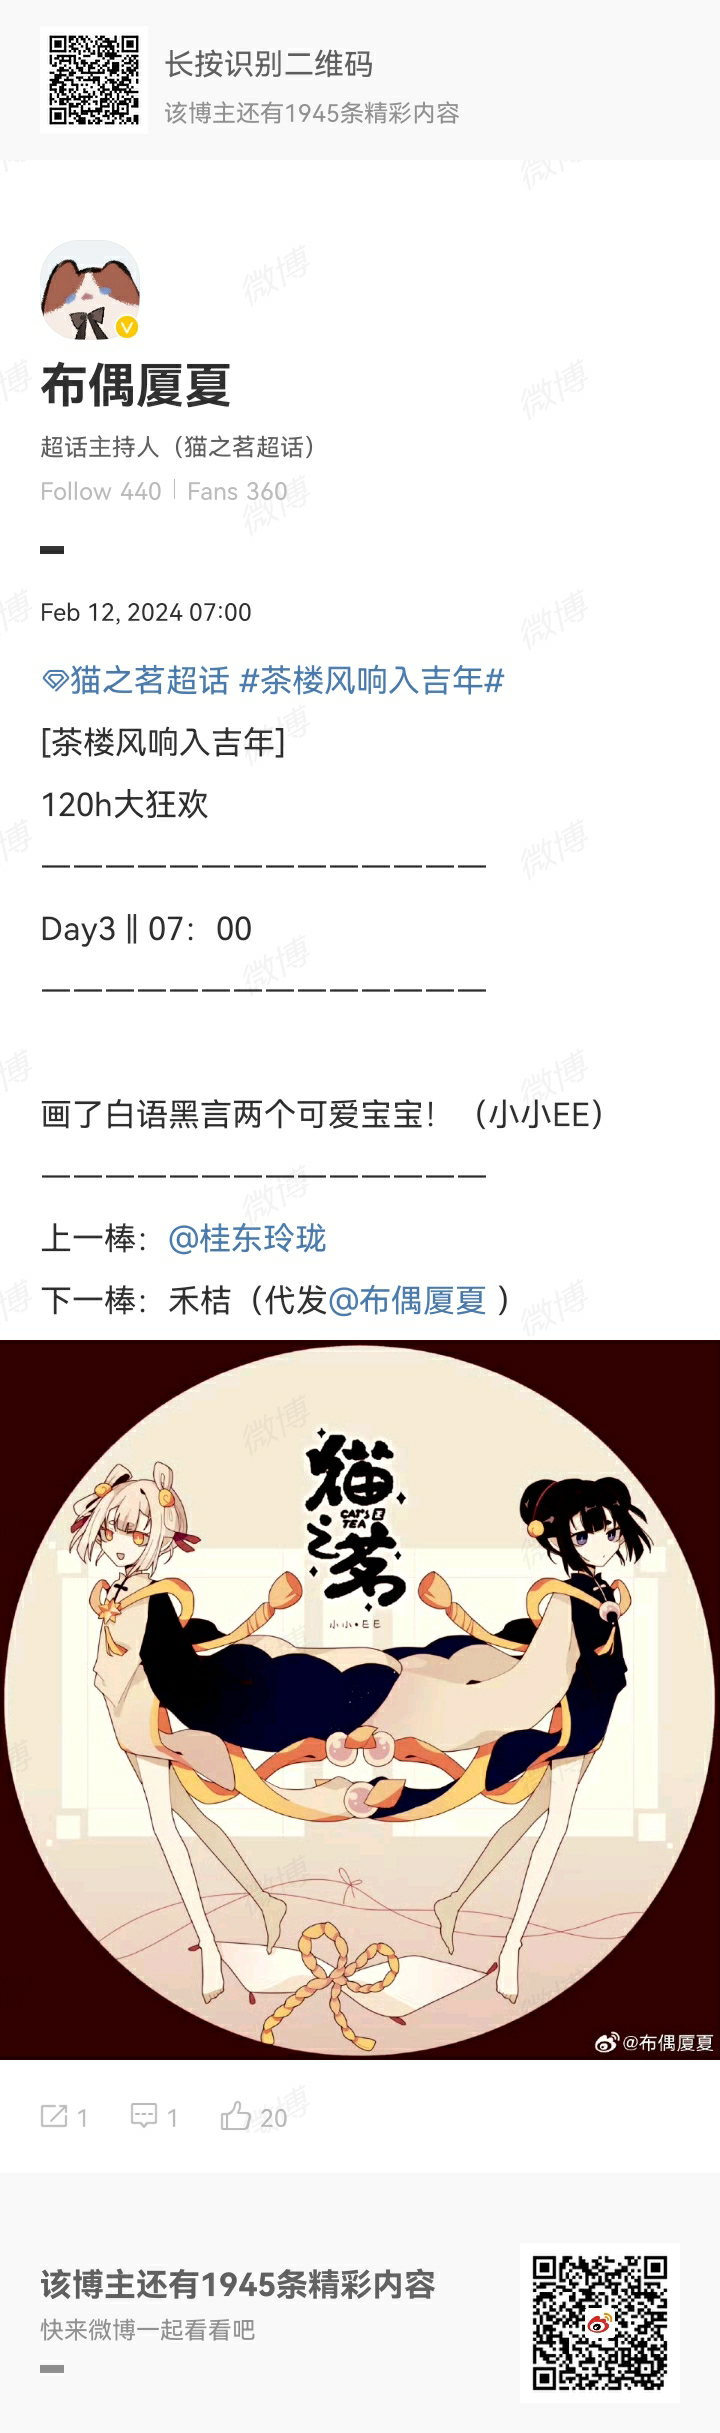 长按识别二维码
该博主还有1945条精彩内容
布偶厦夏
超话主持人（猫之茗超话）
Follow 440 | Fans 360
Feb 12, 2024 07:00
猫之茗超话 #茶楼风响入吉年#
[茶楼风响入吉年]
120h大狂欢
——————————————
Day3 || 07：00
——————————————
画了白语黑言两个可爱宝宝！（小小EE）
——————————————
上一棒：@桂东玲珑
下一棒：禾桔（代发@布偶厦夏 ）
猫之茗
CAT'S TEA
小小·EE
@布偶厦夏
1 1 20
该博主还有1945条精彩内容
快来微博一起看看吧
微博